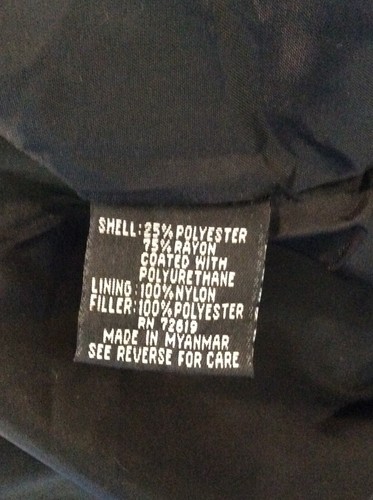 SHELL: 25% POLYESTER
75% RAYON
COATED WITH
POLYURETHANE
LINING: 100% NYLON
FILLER: 100% POLYESTER
RN 72619
MADE IN MYANMAR
SEE REVERSE FOR CARE